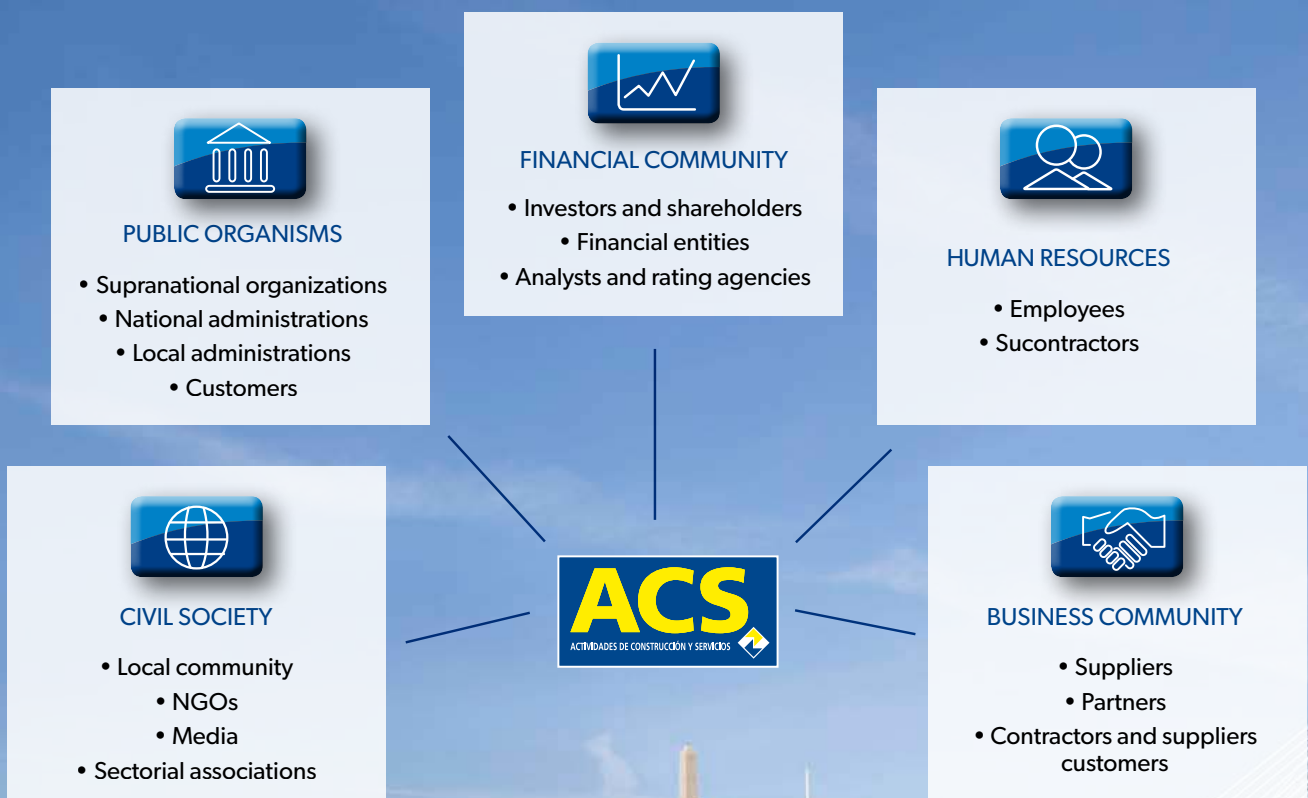 FINANCIAL COMMUNITY
• Investors and shareholders
• Financial entities
• Analysts and rating agencies
PUBLIC ORGANISMS
• Supranational organizations
• National administrations
• Local administrations
• Customers
HUMAN RESOURCES
• Employees
• Sucontractors
CIVIL SOCIETY
• Local community
• NGOs
• Media
• Sectorial associations
ACS
ACTIVIDADES DE CONSTRUCCIÓN Y SERVICIOS
BUSINESS COMMUNITY
• Suppliers
• Partners
• Contractors and suppliers
customers